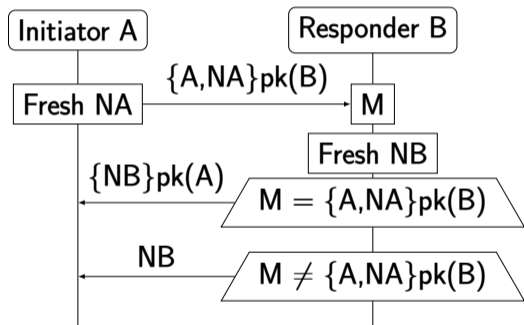 Initiator A
Responder B
{A,NA}pk(B)
Fresh NA
M
Fresh NB
{NB}pk(A)
M = {A,NA}pk(B)
NB
M ≠ {A,NA}pk(B)